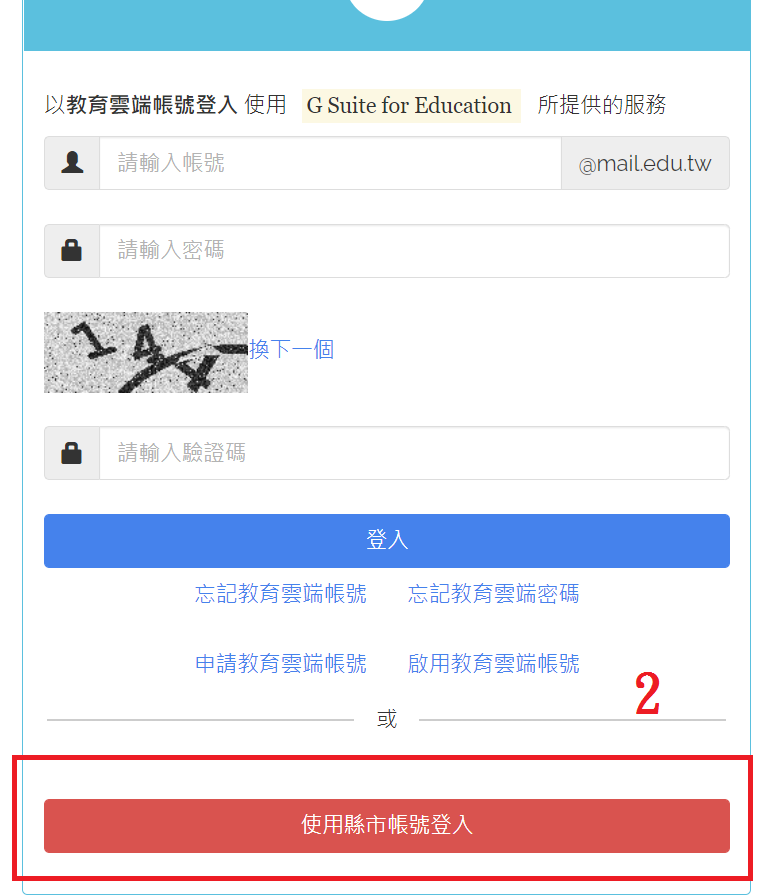 以教育雲端帳號登入 使用 G Suite for Education 所提供的服務
請輸入帳號 @mail.edu.tw
請輸入密碼
144 換下一個
請輸入驗證碼
登入
忘記教育雲端帳號 忘記教育雲端密碼
申請教育雲端帳號 啟用教育雲端帳號
2
或
使用縣市帳號登入